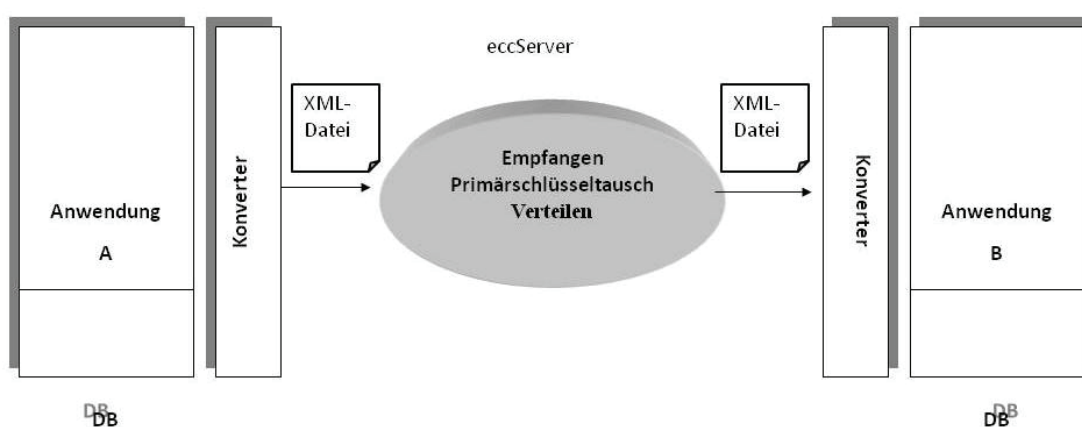 eccServer
Anwendung
A
Konverter
XML-
Datei
Empfangen
Primärschlüsseltausch
Verteilen
XML-
Datei
Konverter
Anwendung
B
DB
DB